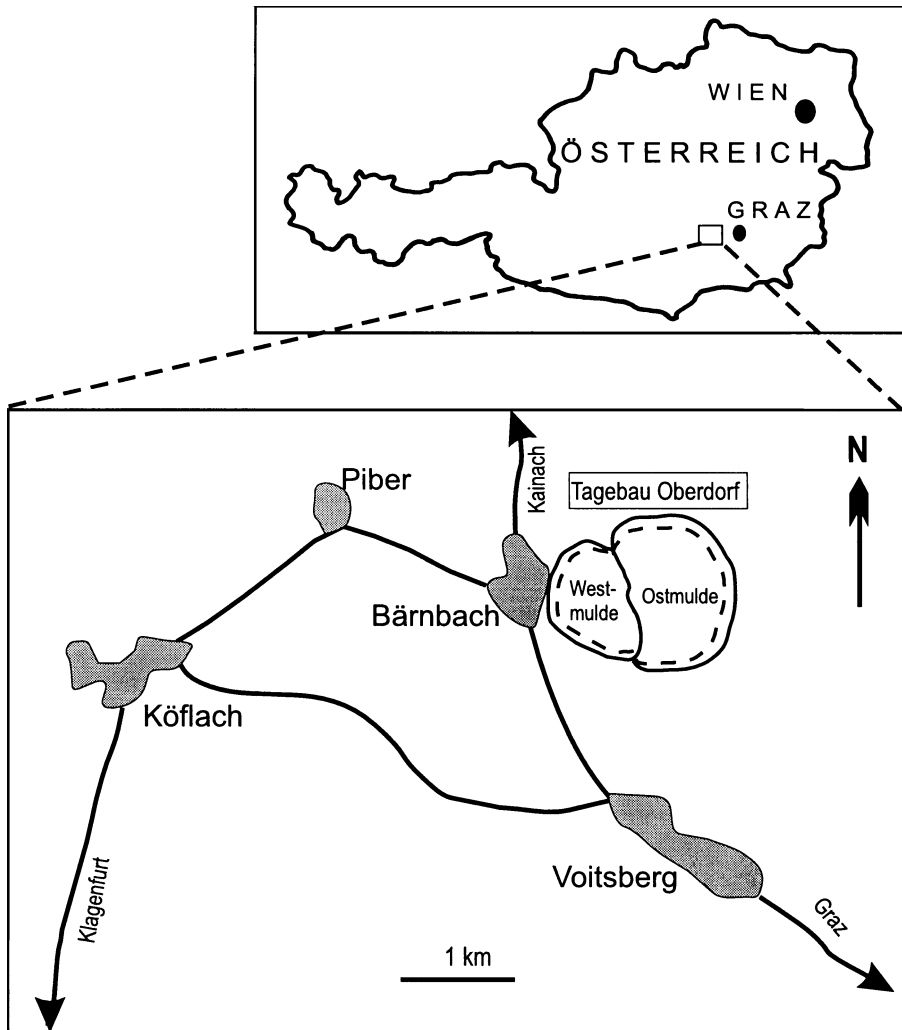 WIEN
ÖSTERREICH
GRAZ
N
Piber
Kainach
Tagebau Oberdorf
West-
mulde
Ostmulde
Bärnbach
Köflach
Voitsberg
Klagenfurt
Graz
1 km